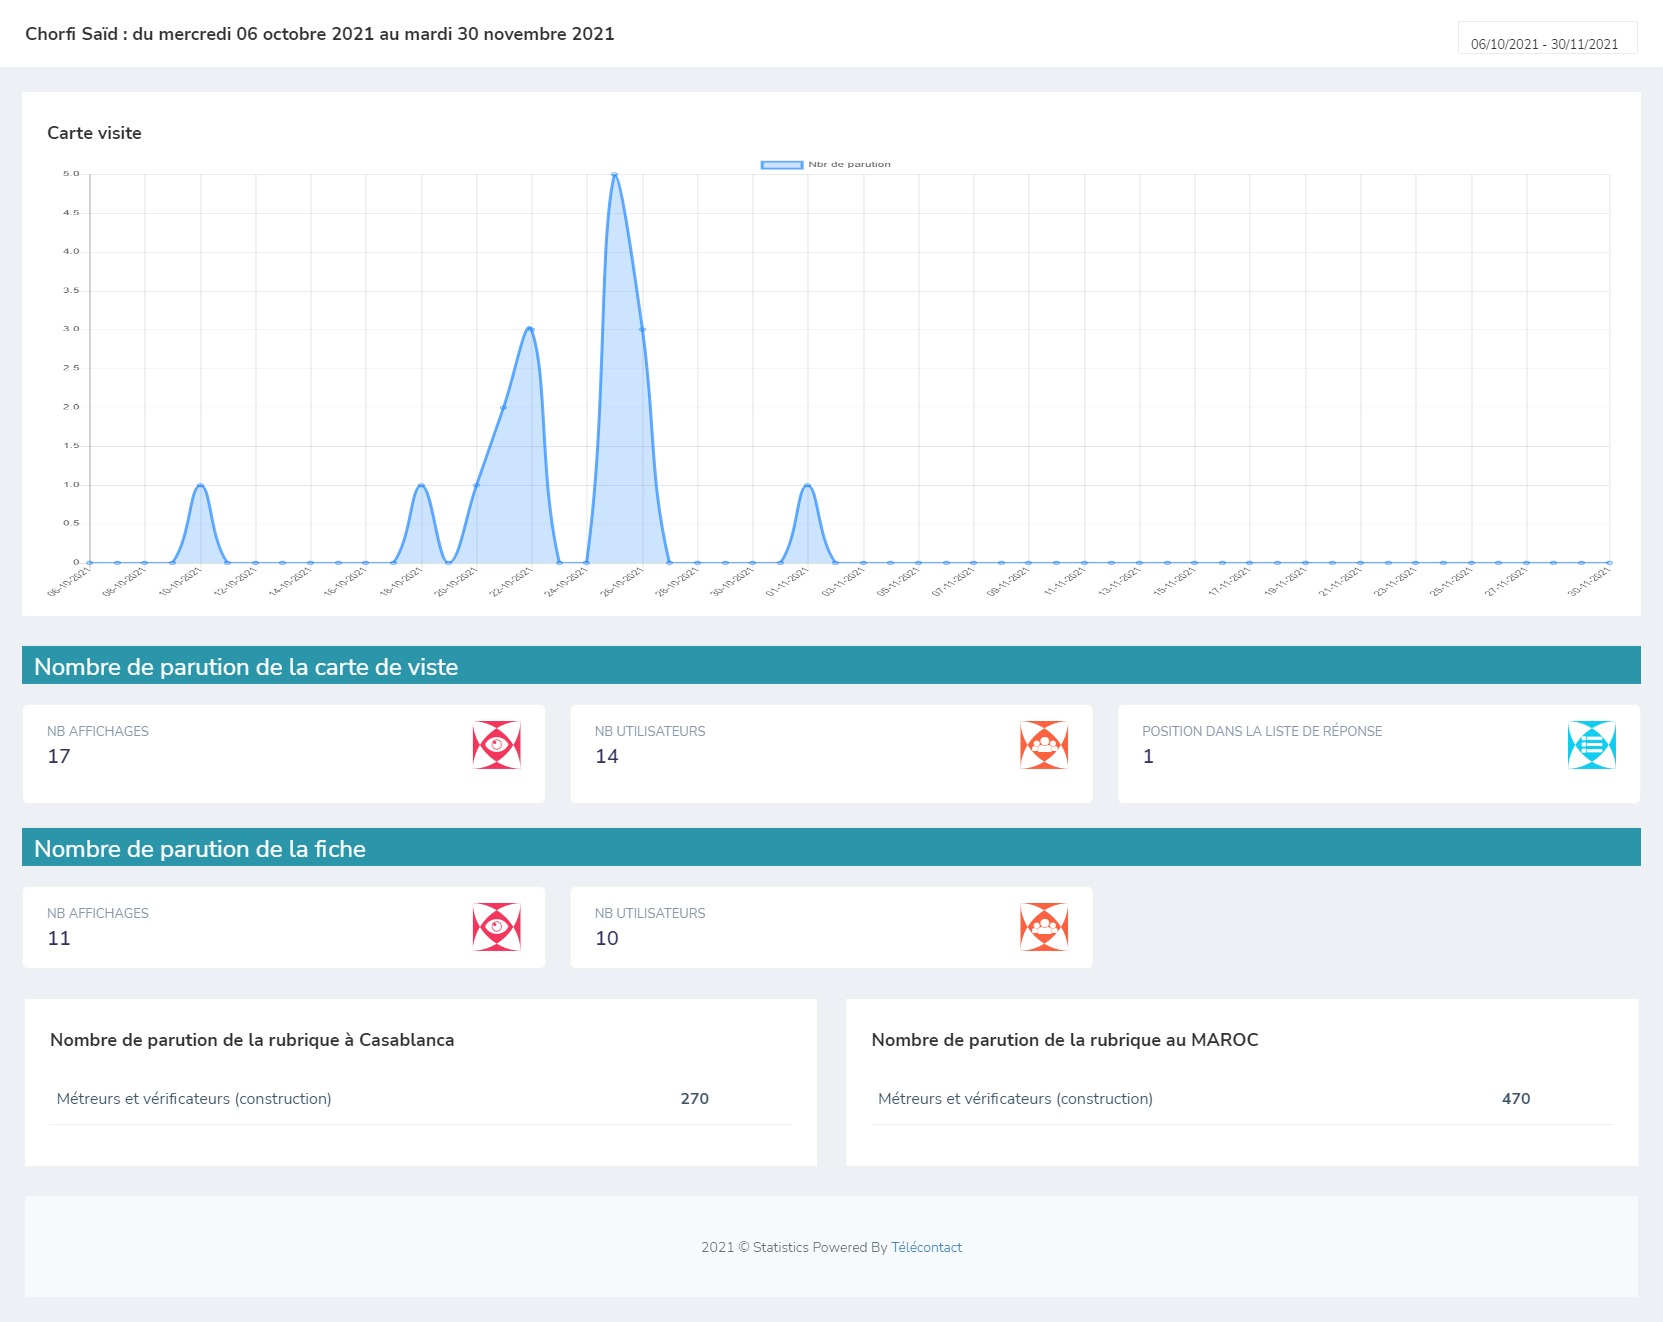 Chorfi Saïd : du mercredi 06 octobre 2021 au mardi 30 novembre 2021
06/10/2021 - 30/11/2021
Carte visite
Nbr de parution
5.0
4.5
4.0
3.5
3.0
2.5
2.0
1.5
1.0
0.5
0
06-10-2021
08-10-2021
10-10-2021
12-10-2021
14-10-2021
16-10-2021
18-10-2021
20-10-2021
22-10-2021
24-10-2021
26-10-2021
28-10-2021
30-10-2021
01-11-2021
03-11-2021
05-11-2021
07-11-2021
09-11-2021
11-11-2021
13-11-2021
15-11-2021
17-11-2021
19-11-2021
21-11-2021
23-11-2021
25-11-2021
27-11-2021
30-11-2021
Nombre de parution de la carte de viste
NB AFFICHAGES
17
NB UTILISATEURS
14
POSITION DANS LA LISTE DE RÉPONSE
1
Nombre de parution de la fiche
NB AFFICHAGES
11
NB UTILISATEURS
10
Nombre de parution de la rubrique à Casablanca
Métreurs et vérificateurs (construction) 270
Nombre de parution de la rubrique au MAROC
Métreurs et vérificateurs (construction) 470
2021 © Statistics Powered By Télécontact